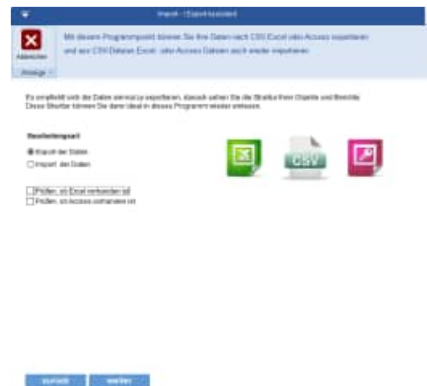 Import- / Exportassistent
Mit diesem Programmpunkt können Sie Ihre Daten nach CSV, Excel oder Access exportieren
und aus CSV Dateien, Excel- oder Access Dateien auch wieder importieren.
Abbrechen
Anzeige
Es empfiehlt sich die Daten einmal zu exportieren, danach sehen Sie die Struktur Ihrer Objekte und Berichte.
Diese Struktur können Sie dann ideal in dieses Programm wieder einlesen.
Bearbeitungsart
Export der Daten
Import der Daten
CSV
Prüfen, ob Excel vorhanden ist
Prüfen, ob Access vorhanden ist
zurück
weiter